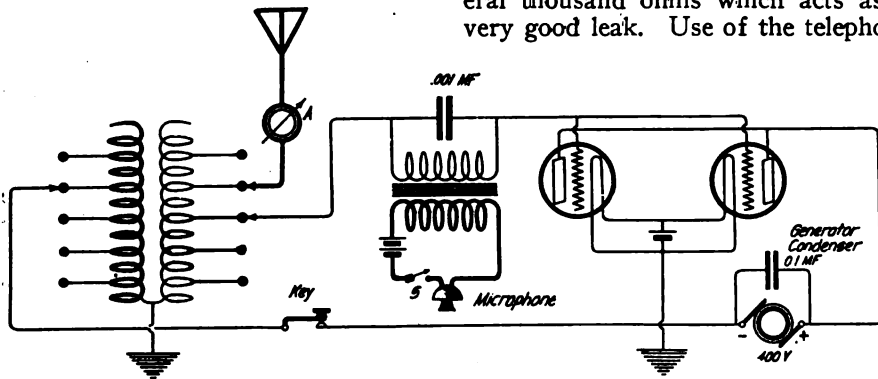 eral thousand ohms which acts as
very good leak. Use of the telepho
.001 MF
A
Generator
Condenser
.01 MF
Key
S
Microphone
- +
400 V